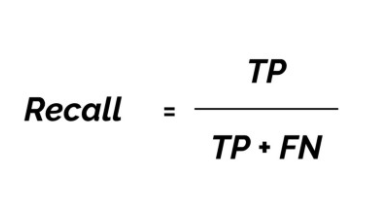 Recall = TP
TP + FN